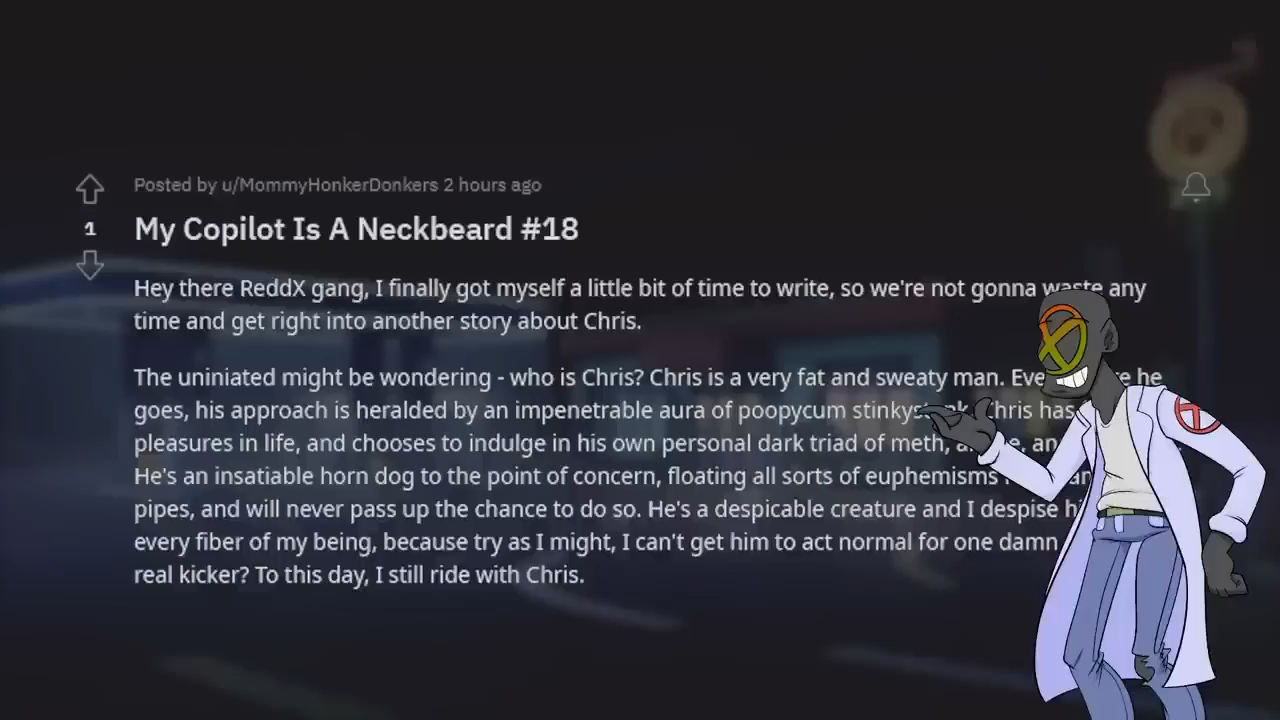 Posted by u/MommyHonkerDonkers 2 hours ago
1
My Copilot Is A Neckbeard #18
Hey there ReddX gang, I finally got myself a little bit of time to write, so we're not gonna waste any
time and get right into another story about Chris.
The uniniated might be wondering - who is Chris? Chris is a very fat and sweaty man. he
goes, his approach is heralded by an impenetrable aura of poopycum Chris has
pleasures in life, and chooses to indulge in his own personal dark triad of meth,
He's an insatiable horn dog to the point of concern, floating all sorts of euphemisms
pipes, and will never pass up the chance to do so. He's a despicable creature and I despise
every fiber of my being, because try as I might, I can't get him to act normal for one damn
real kicker? To this day, I still ride with Chris.